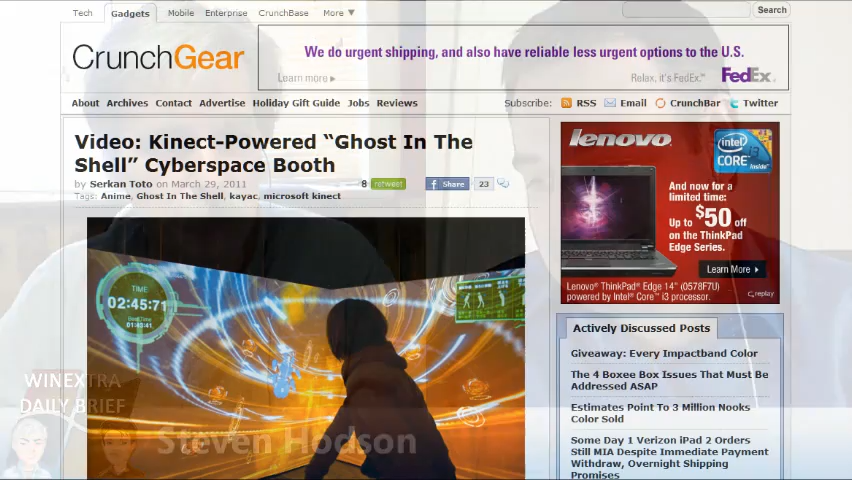 Tech Gadgets Mobile Enterprise CrunchBase More ▼ Search
CrunchGear
We do urgent shipping, and also have reliable less urgent options to the U.S.
Learn more ▸ Relax, it's FedEx.™ FedEx
About Archives Contact Advertise Holiday Gift Guide Jobs Reviews Subscribe: RSS Email CrunchBar Twitter
Video: Kinect-Powered “Ghost In The
Shell” Cyberspace Booth
by Serkan Toto on March 29, 2011
8 retweet Share 23
Tags: Anime, Ghost In The Shell, kayac, microsoft kinect
TIME
02:45:71
lenovo
intel
CORE i3
inside™
And now for a
limited time:
Up to $50 off
on the ThinkPad
Edge Series.
Learn More ▸
Lenovo® ThinkPad® Edge 14" (0578F7U)
powered by Intel® Core™ i3 processor.
replay
Actively Discussed Posts
Giveaway: Every Impactband Color
The 4 Boxee Box Issues That Must Be
Addressed ASAP
Estimates Point To 3 Million Nooks
Color Sold
Some Day 1 Verizon iPad 2 Orders
Still MIA Despite Immediate Payment
Withdraw, Overnight Shipping
Promises
WINEXTRA
DAILY BRIEF
Steven Hodson